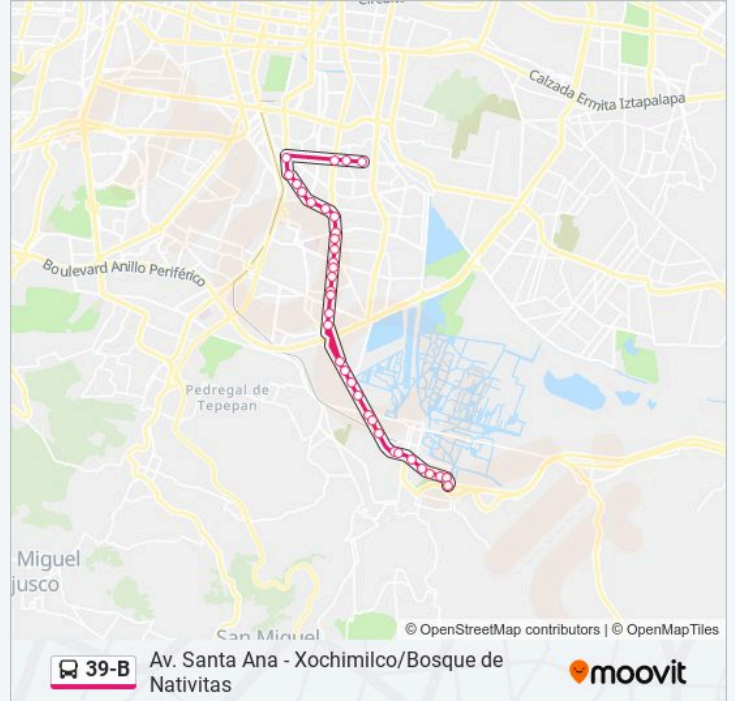 Calzada Ermita Iztapalapa
Boulevard Anillo Periférico
Pedregal de
Tepepan
Miguel
jusco
San Miguel
© OpenStreetMap contributors | © OpenMapTiles
39-B
Av. Santa Ana - Xochimilco/Bosque de
Nativitas
moovit